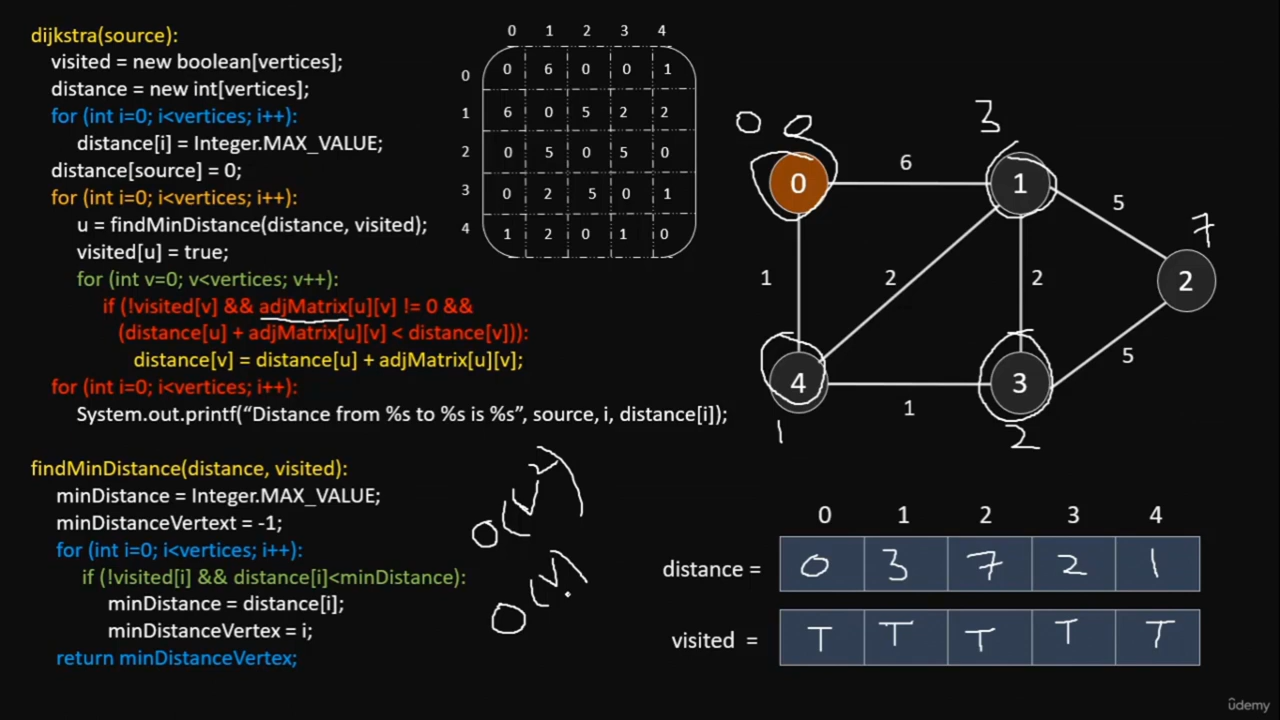 dijkstra(source):
visited = new boolean[vertices];
distance = new int[vertices];
for (int i=0; i<vertices; i++):
distance[i] = Integer.MAX_VALUE;
distance[source] = 0;
for (int i=0; i<vertices; i++):
u = findMinDistance(distance, visited);
visited[u] = true;
for (int v=0; v<vertices; v++):
if (!visited[v] && adjMatrix[u][v] != 0 &&
(distance[u] + adjMatrix[u][v] < distance[v])):
distance[v] = distance[u] + adjMatrix[u][v];
for (int i=0; i<vertices; i++):
System.out.printf(“Distance from %s to %s is %s”, source, i, distance[i]);
findMinDistance(distance, visited):
minDistance = Integer.MAX_VALUE;
minDistanceVertext = -1;
for (int i=0; i<vertices; i++):
if (!visited[i] && distance[i]<minDistance):
minDistance = distance[i];
minDistanceVertex = i;
return minDistanceVertex;
O(V²)
O(V)
0 1 2 3 4
0 0 6 0 0 1
1 6 0 5 2 2
2 0 5 0 5 0
3 0 2 5 0 1
4 1 2 0 1 0
0 0 3
0 6 1
5
7
2
1 2 2
5
4 1 3
1 2
0 1 2 3 4
distance = 0 3 7 2 1
visited = T T T T T
ûdemy